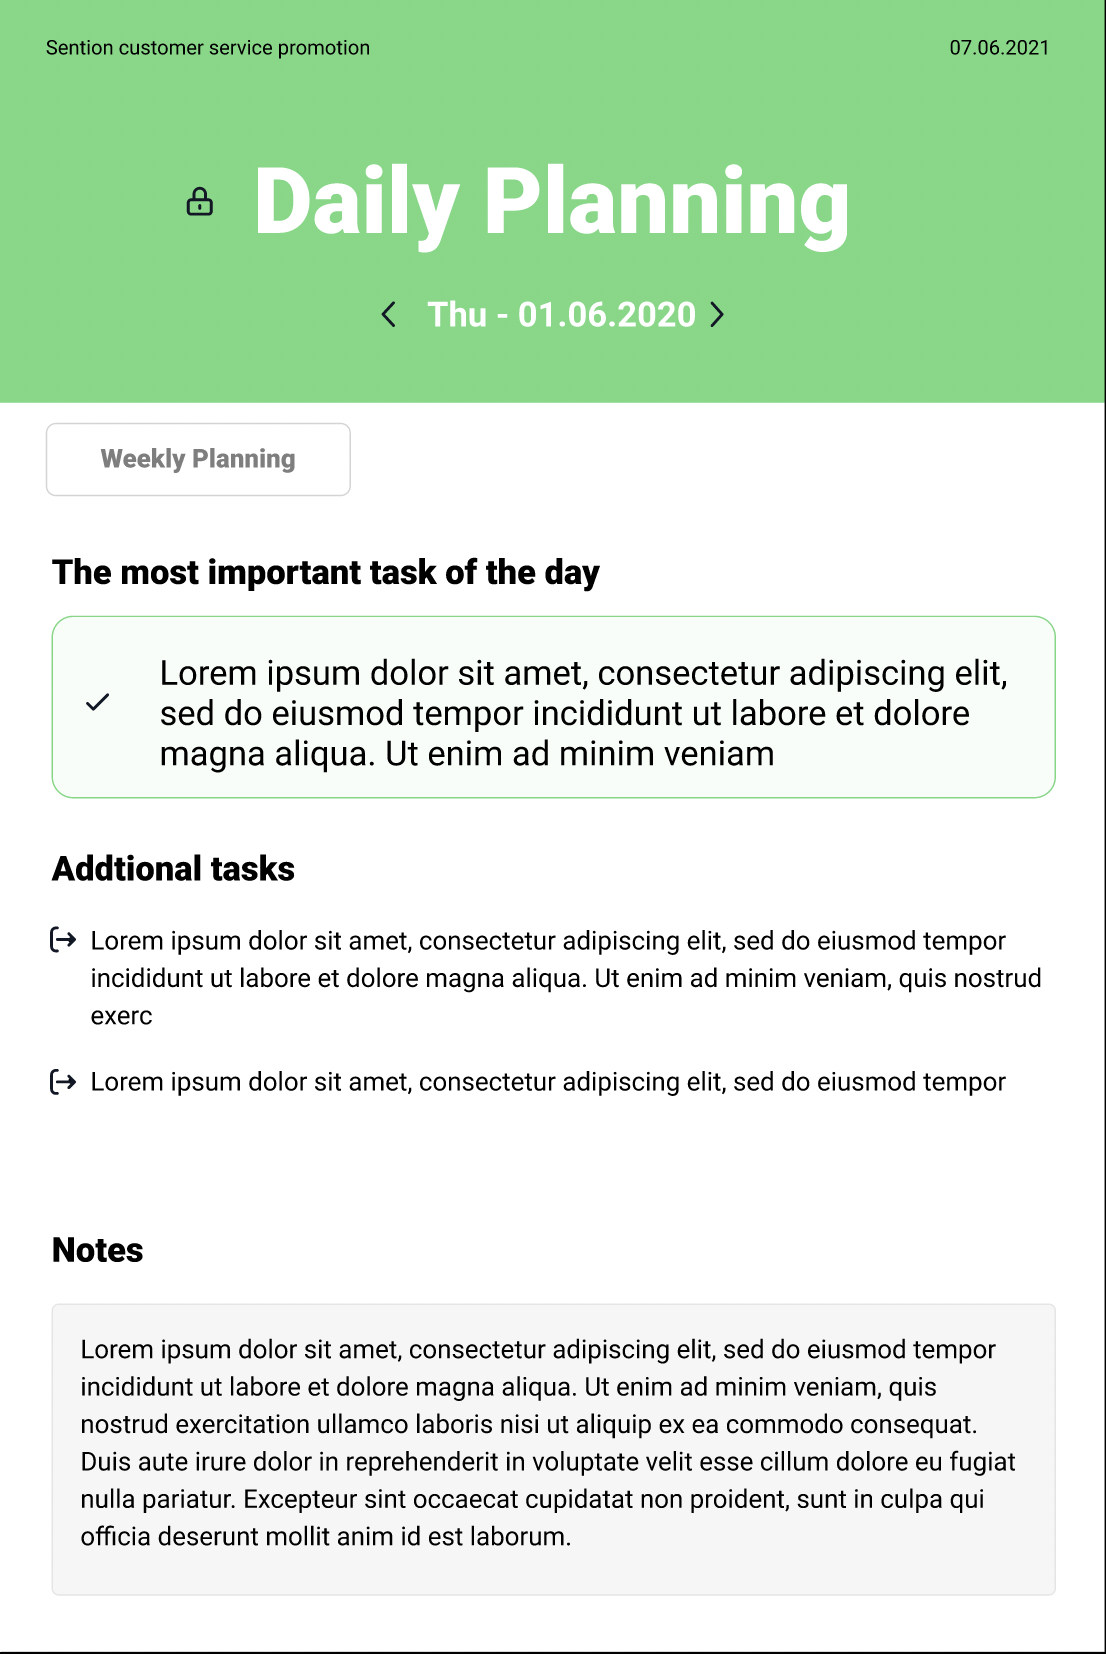 Sention customer service promotion
07.06.2021
Daily Planning
Thu - 01.06.2020
Weekly Planning
The most important task of the day
Lorem ipsum dolor sit amet, consectetur adipiscing elit,
sed do eiusmod tempor incididunt ut labore et dolore
magna aliqua. Ut enim ad minim veniam
Addtional tasks
Lorem ipsum dolor sit amet, consectetur adipiscing elit, sed do eiusmod tempor
incididunt ut labore et dolore magna aliqua. Ut enim ad minim veniam, quis nostrud
exerc
Lorem ipsum dolor sit amet, consectetur adipiscing elit, sed do eiusmod tempor
Notes
Lorem ipsum dolor sit amet, consectetur adipiscing elit, sed do eiusmod tempor
incididunt ut labore et dolore magna aliqua. Ut enim ad minim veniam, quis
nostrud exercitation ullamco laboris nisi ut aliquip ex ea commodo consequat.
Duis aute irure dolor in reprehenderit in voluptate velit esse cillum dolore eu fugiat
nulla pariatur. Excepteur sint occaecat cupidatat non proident, sunt in culpa qui
officia deserunt mollit anim id est laborum.